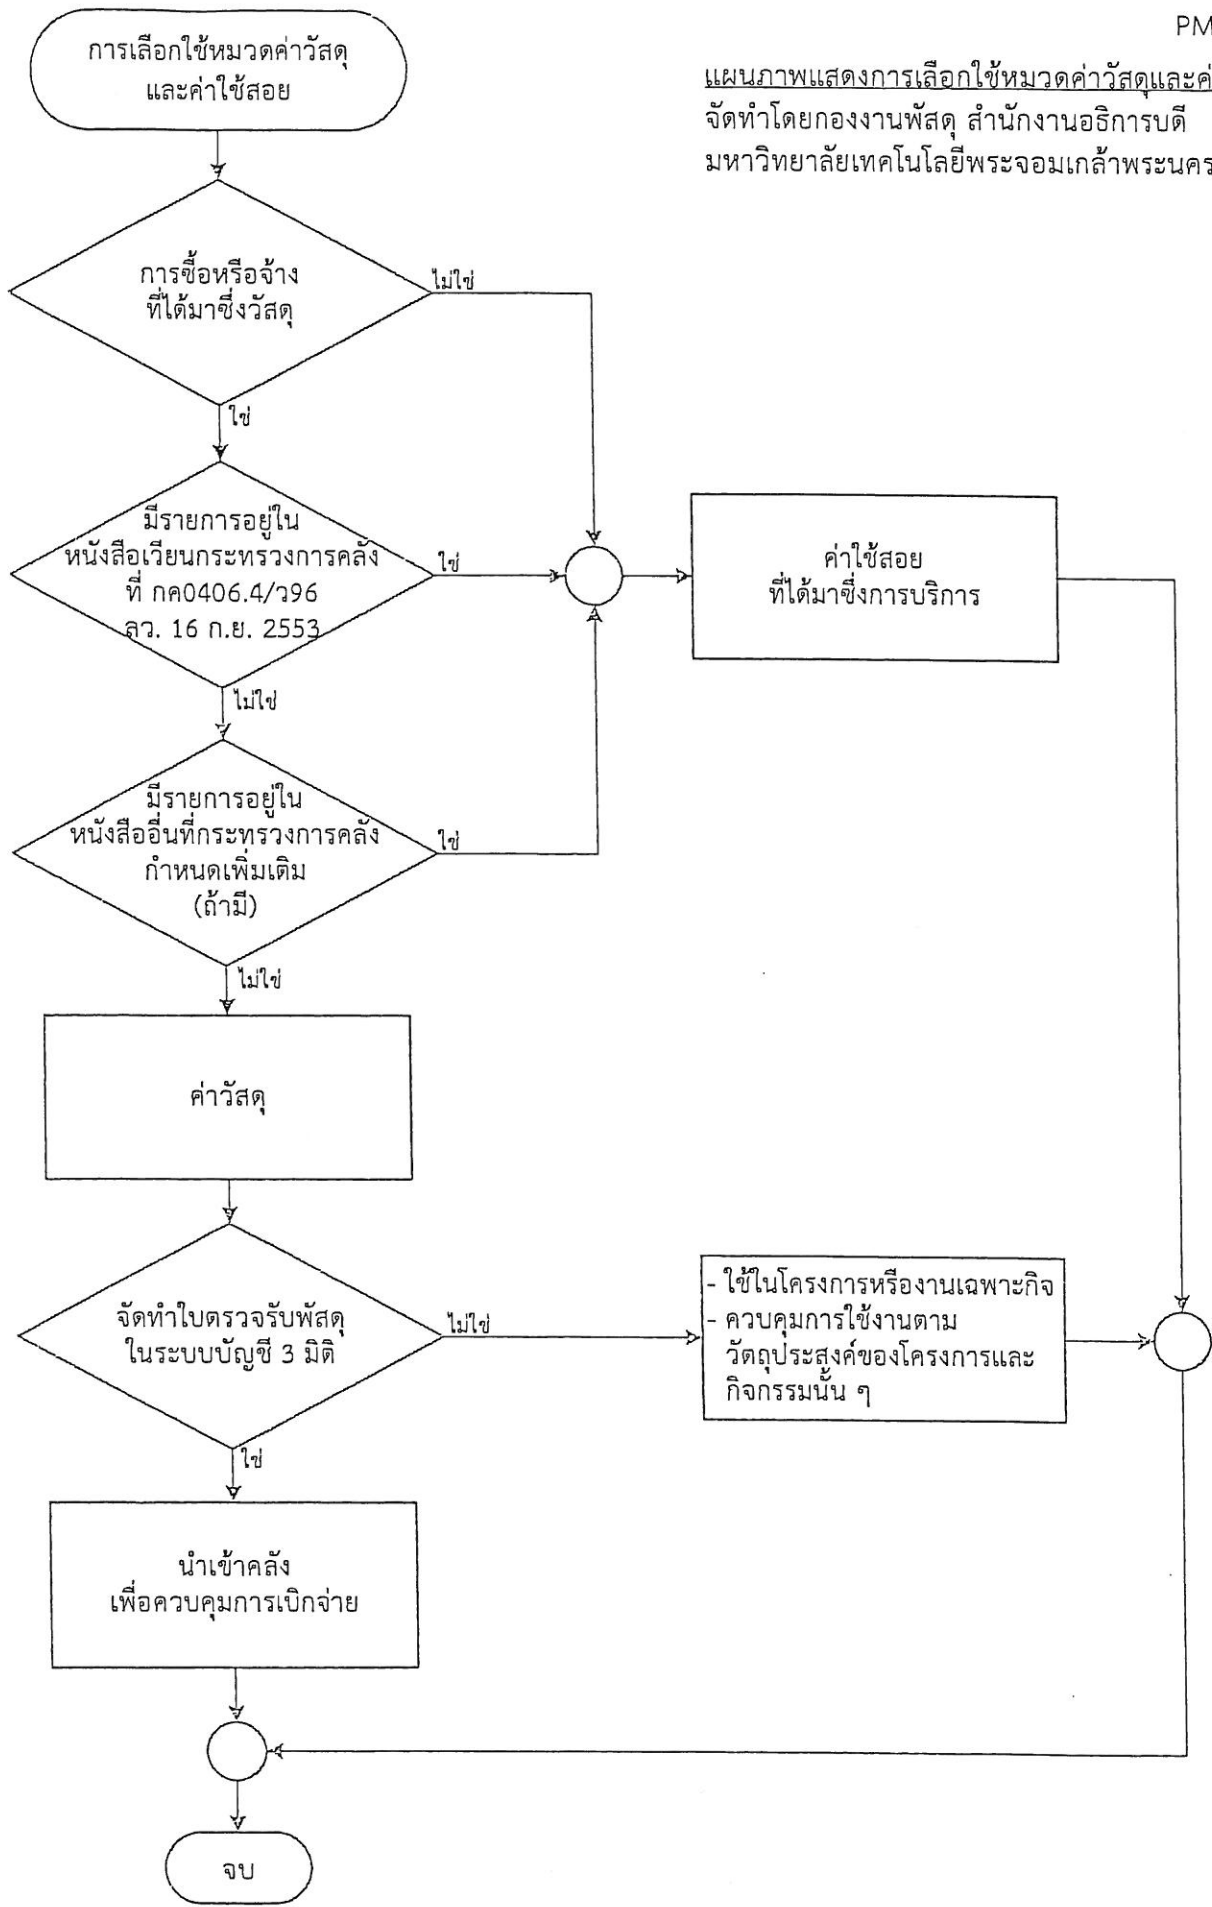 PM
การเลือกใช้หมวดค่าวัสดุ
และค่าใช้สอย
แผนภาพแสดงการเลือกใช้หมวดค่าวัสดุและค่
จัดทำโดยกองงานพัสดุ สำนักงานอธิการบดี
มหาวิทยาลัยเทคโนโลยีพระจอมเกล้าพระนคร
การซื้อหรือจ้าง
ที่ได้มาซึ่งวัสดุ
ไม่ใช่
ใช่
มีรายการอยู่ใน
หนังสือเวียนกระทรวงการคลัง
ที่ กค0406.4/ว96
ลว. 16 ก.ย. 2553
ใช่
ค่าใช้สอย
ที่ได้มาซึ่งการบริการ
ไม่ใช่
มีรายการอยู่ใน
หนังสืออื่นที่กระทรวงการคลัง
กำหนดเพิ่มเติม
(ถ้ามี)
ใช่
ไม่ใช่
ค่าวัสดุ
จัดทำใบตรวจรับพัสดุ
ในระบบบัญชี 3 มิติ
ไม่ใช่
- ใช้ในโครงการหรืองานเฉพาะกิจ
- ควบคุมการใช้งานตาม
วัตถุประสงค์ของโครงการและ
กิจกรรมนั้น ๆ
ใช่
นำเข้าคลัง
เพื่อควบคุมการเบิกจ่าย
จบ